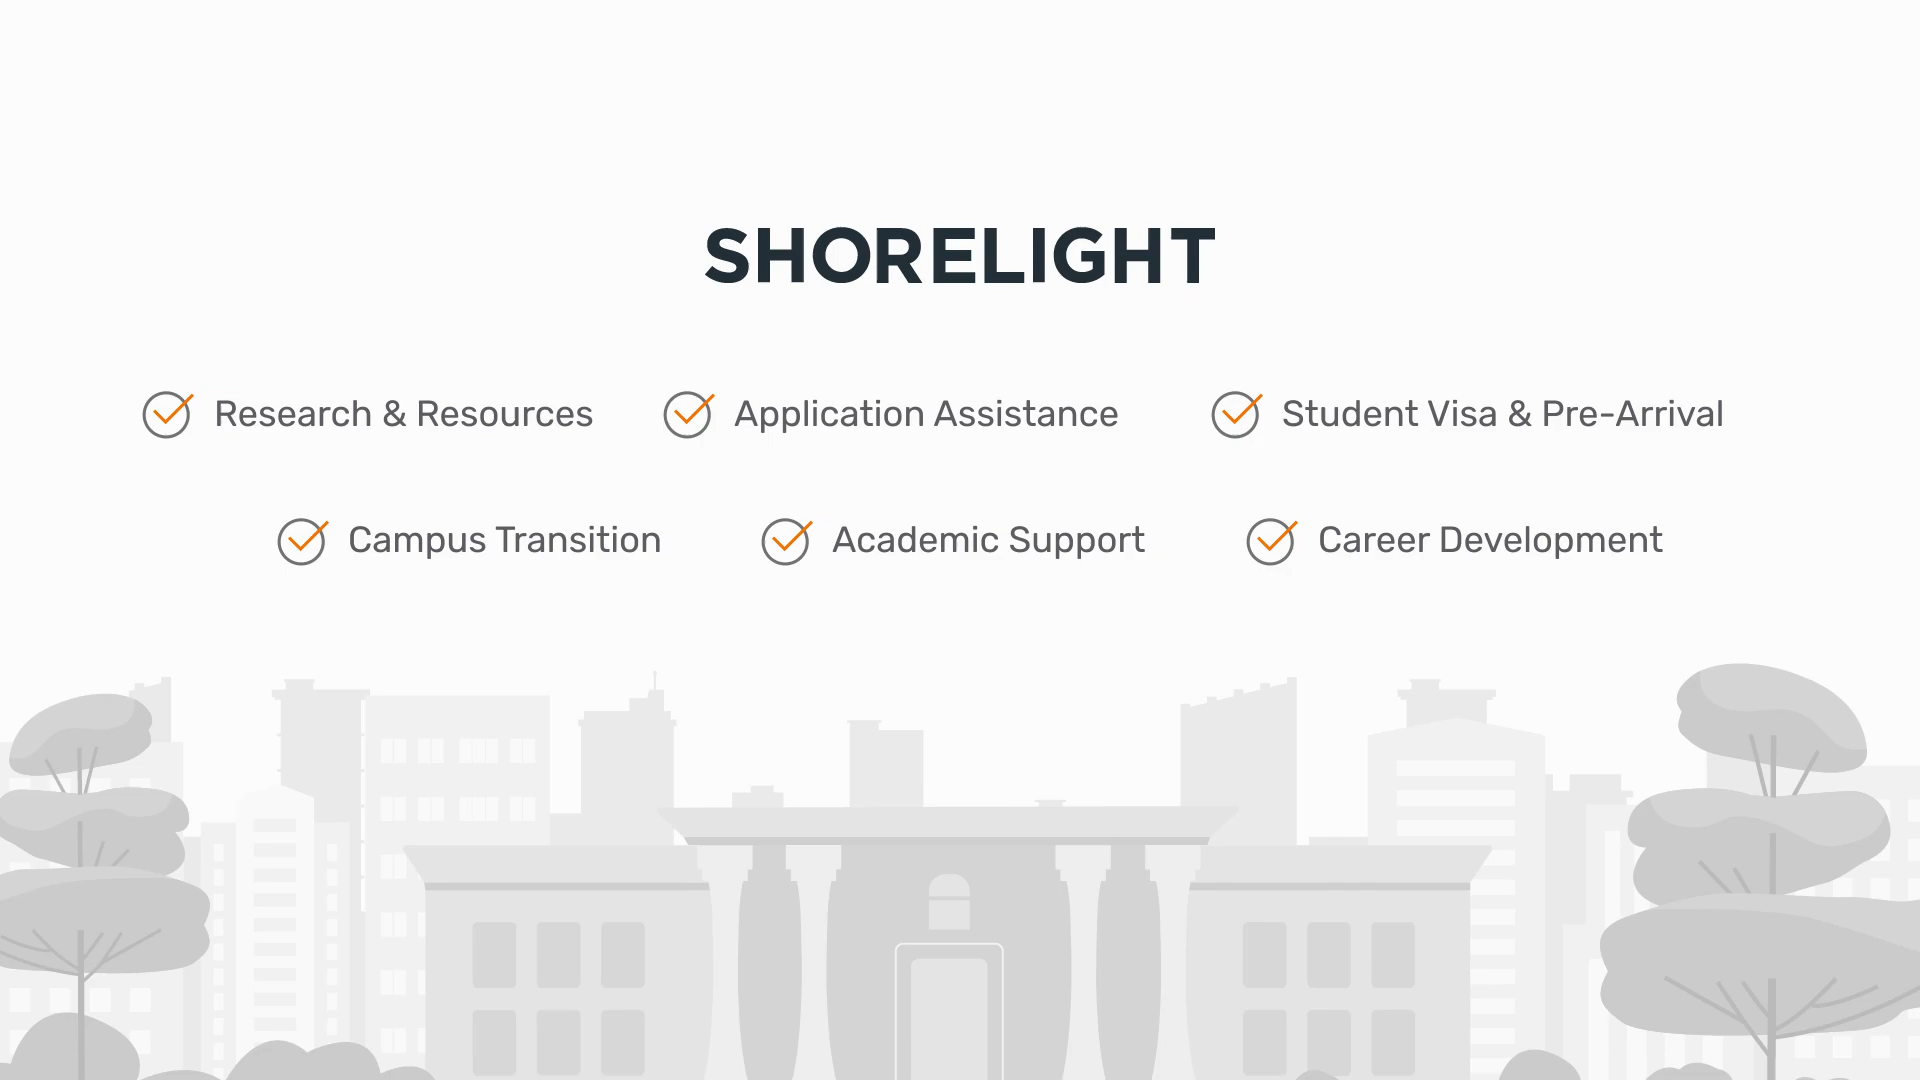 SHORELIGHT
Research & Resources
Application Assistance
Student Visa & Pre-Arrival
Campus Transition
Academic Support
Career Development